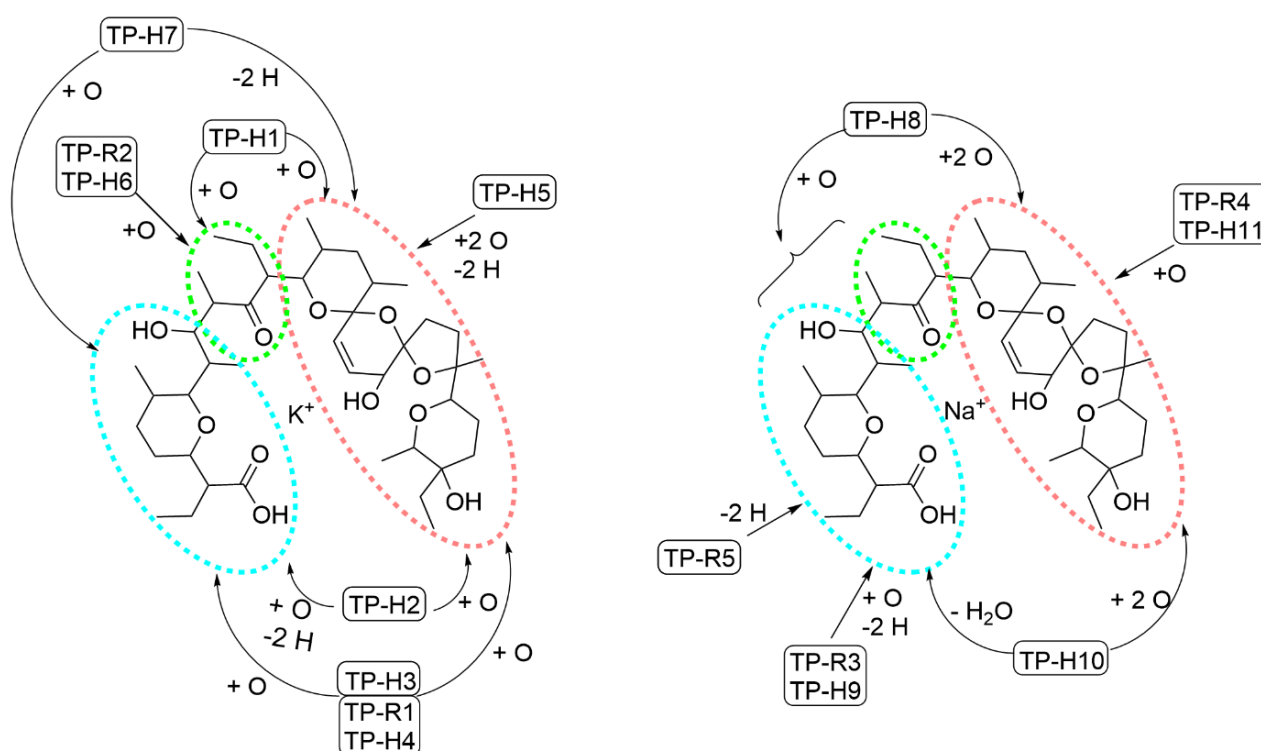 TP-H7
+ O
-2 H
TP-H1
+ O
+ O
TP-R2
TP-H6
+O
TP-H5
+2 O
-2 H
HO
O
O
O
O
O
HO
O
K⁺
O
O
OH
OH
TP-H2
+ O
-2 H
+ O
TP-H3
TP-R1
TP-H4
+ O
+ O
TP-H8
+ O
+2 O
TP-R4
TP-H11
+O
HO
O
O
O
O
O
HO
O
Na⁺
O
O
OH
OH
-2 H
TP-R5
+ O
-2 H
TP-R3
TP-H9
- H₂O
TP-H10
+ 2 O